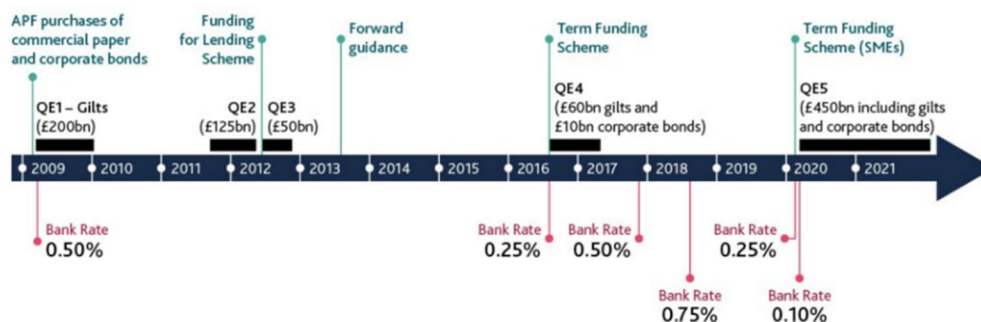 APF purchases of
commercial paper
and corporate bonds
Funding
for Lending
Scheme
Forward
guidance
Term Funding
Scheme
Term Funding
Scheme (SMEs)
QE1 – Gilts
(£200bn)
QE2
(£125bn)
QE3
(£50bn)
QE4
(£60bn gilts and
£10bn corporate bonds)
QE5
(£450bn including gilts
and corporate bonds)
2009 2010 2011 2012 2013 2014 2015 2016 2017 2018 2019 2020 2021
Bank Rate
0.50%
Bank Rate
0.25%
Bank Rate
0.50%
Bank Rate
0.75%
Bank Rate
0.25%
Bank Rate
0.10%